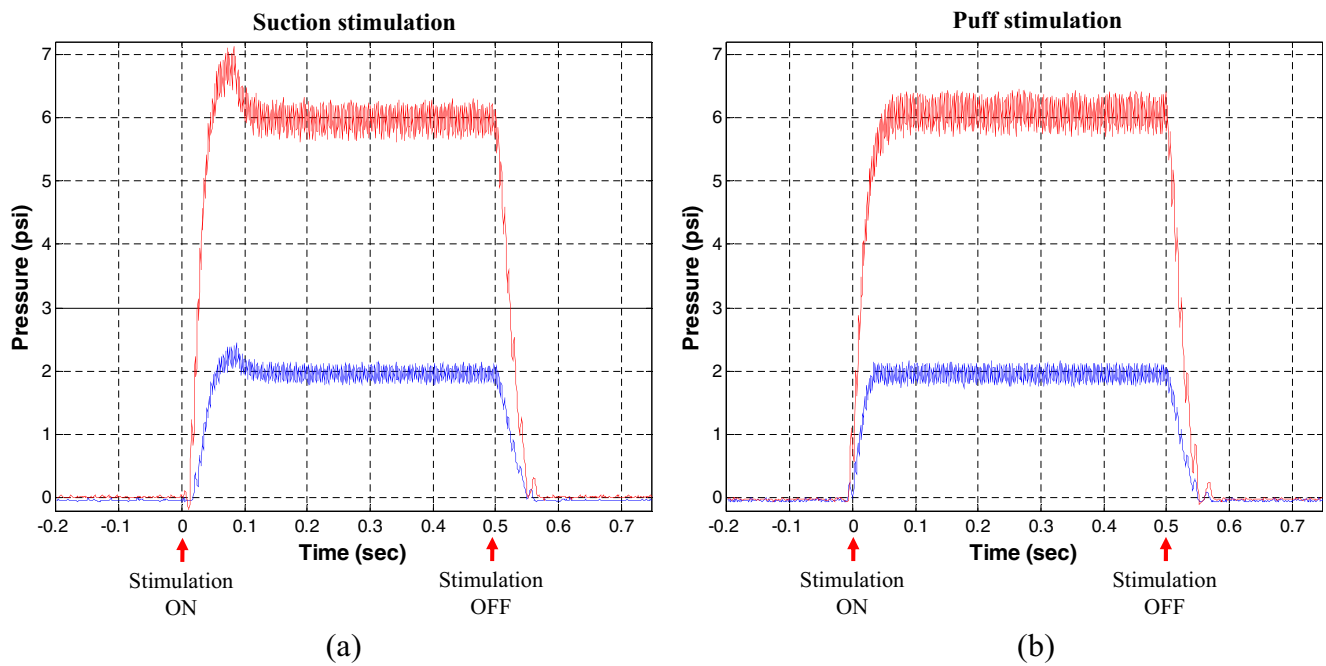 Suction stimulation
7
6
5
4
3
2
1
0
Pressure (psi)
-0.2 -0.1 0 0.1 0.2 0.3 0.4 0.5 0.6 0.7
Time (sec)
Stimulation
ON
Stimulation
OFF
(a)
Puff stimulation
7
6
5
4
3
2
1
0
Pressure (psi)
-0.2 -0.1 0 0.1 0.2 0.3 0.4 0.5 0.6 0.7
Time (sec)
Stimulation
ON
Stimulation
OFF
(b)